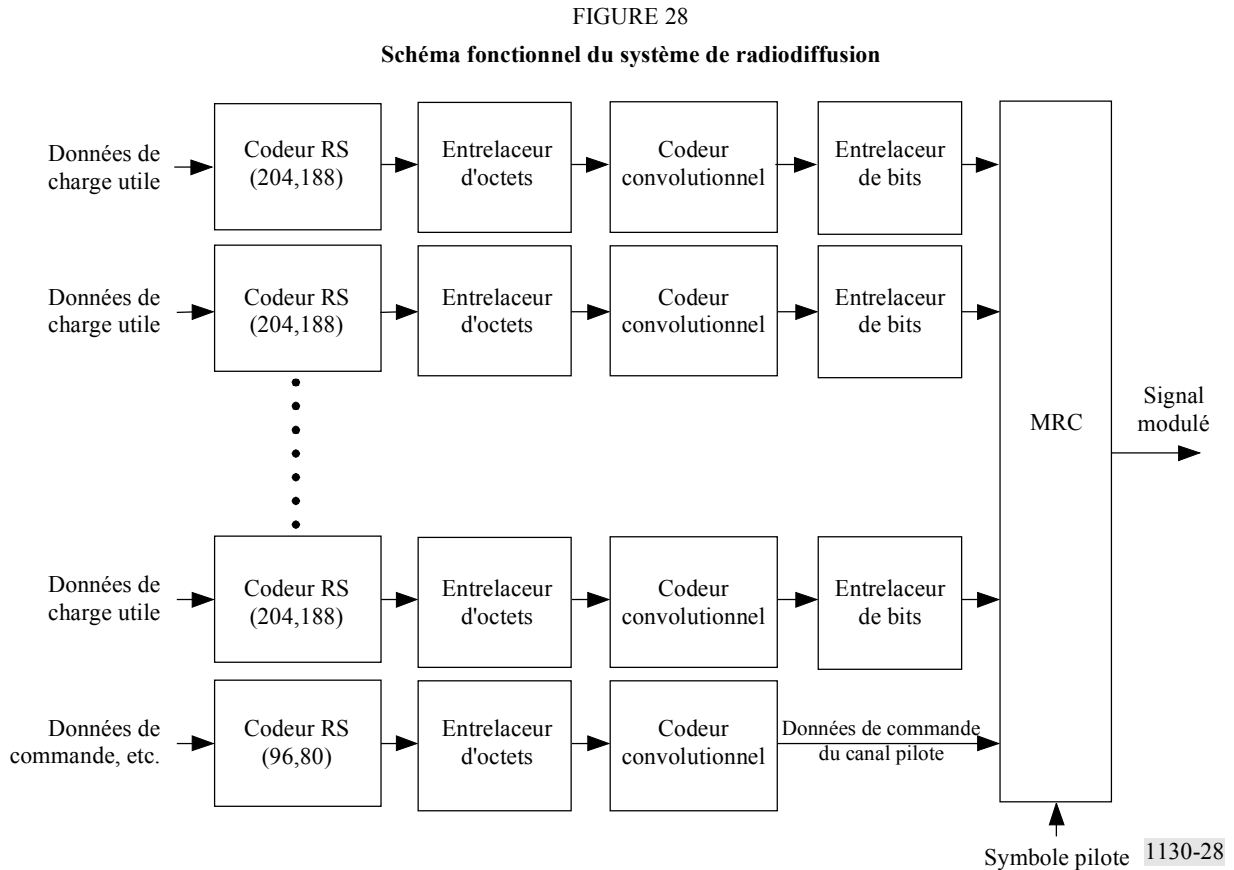 FIGURE 28
Schéma fonctionnel du système de radiodiffusion
Données de
charge utile
Codeur RS
(204,188)
Entrelaceur
d'octets
Codeur
convolutionnel
Entrelaceur
de bits
Données de
charge utile
Codeur RS
(204,188)
Entrelaceur
d'octets
Codeur
convolutionnel
Entrelaceur
de bits
MRC
Signal
modulé
Données de
charge utile
Codeur RS
(204,188)
Entrelaceur
d'octets
Codeur
convolutionnel
Entrelaceur
de bits
Données de
commande, etc.
Codeur RS
(96,80)
Entrelaceur
d'octets
Codeur
convolutionnel
Données de commande
du canal pilote
Symbole pilote
1130-28